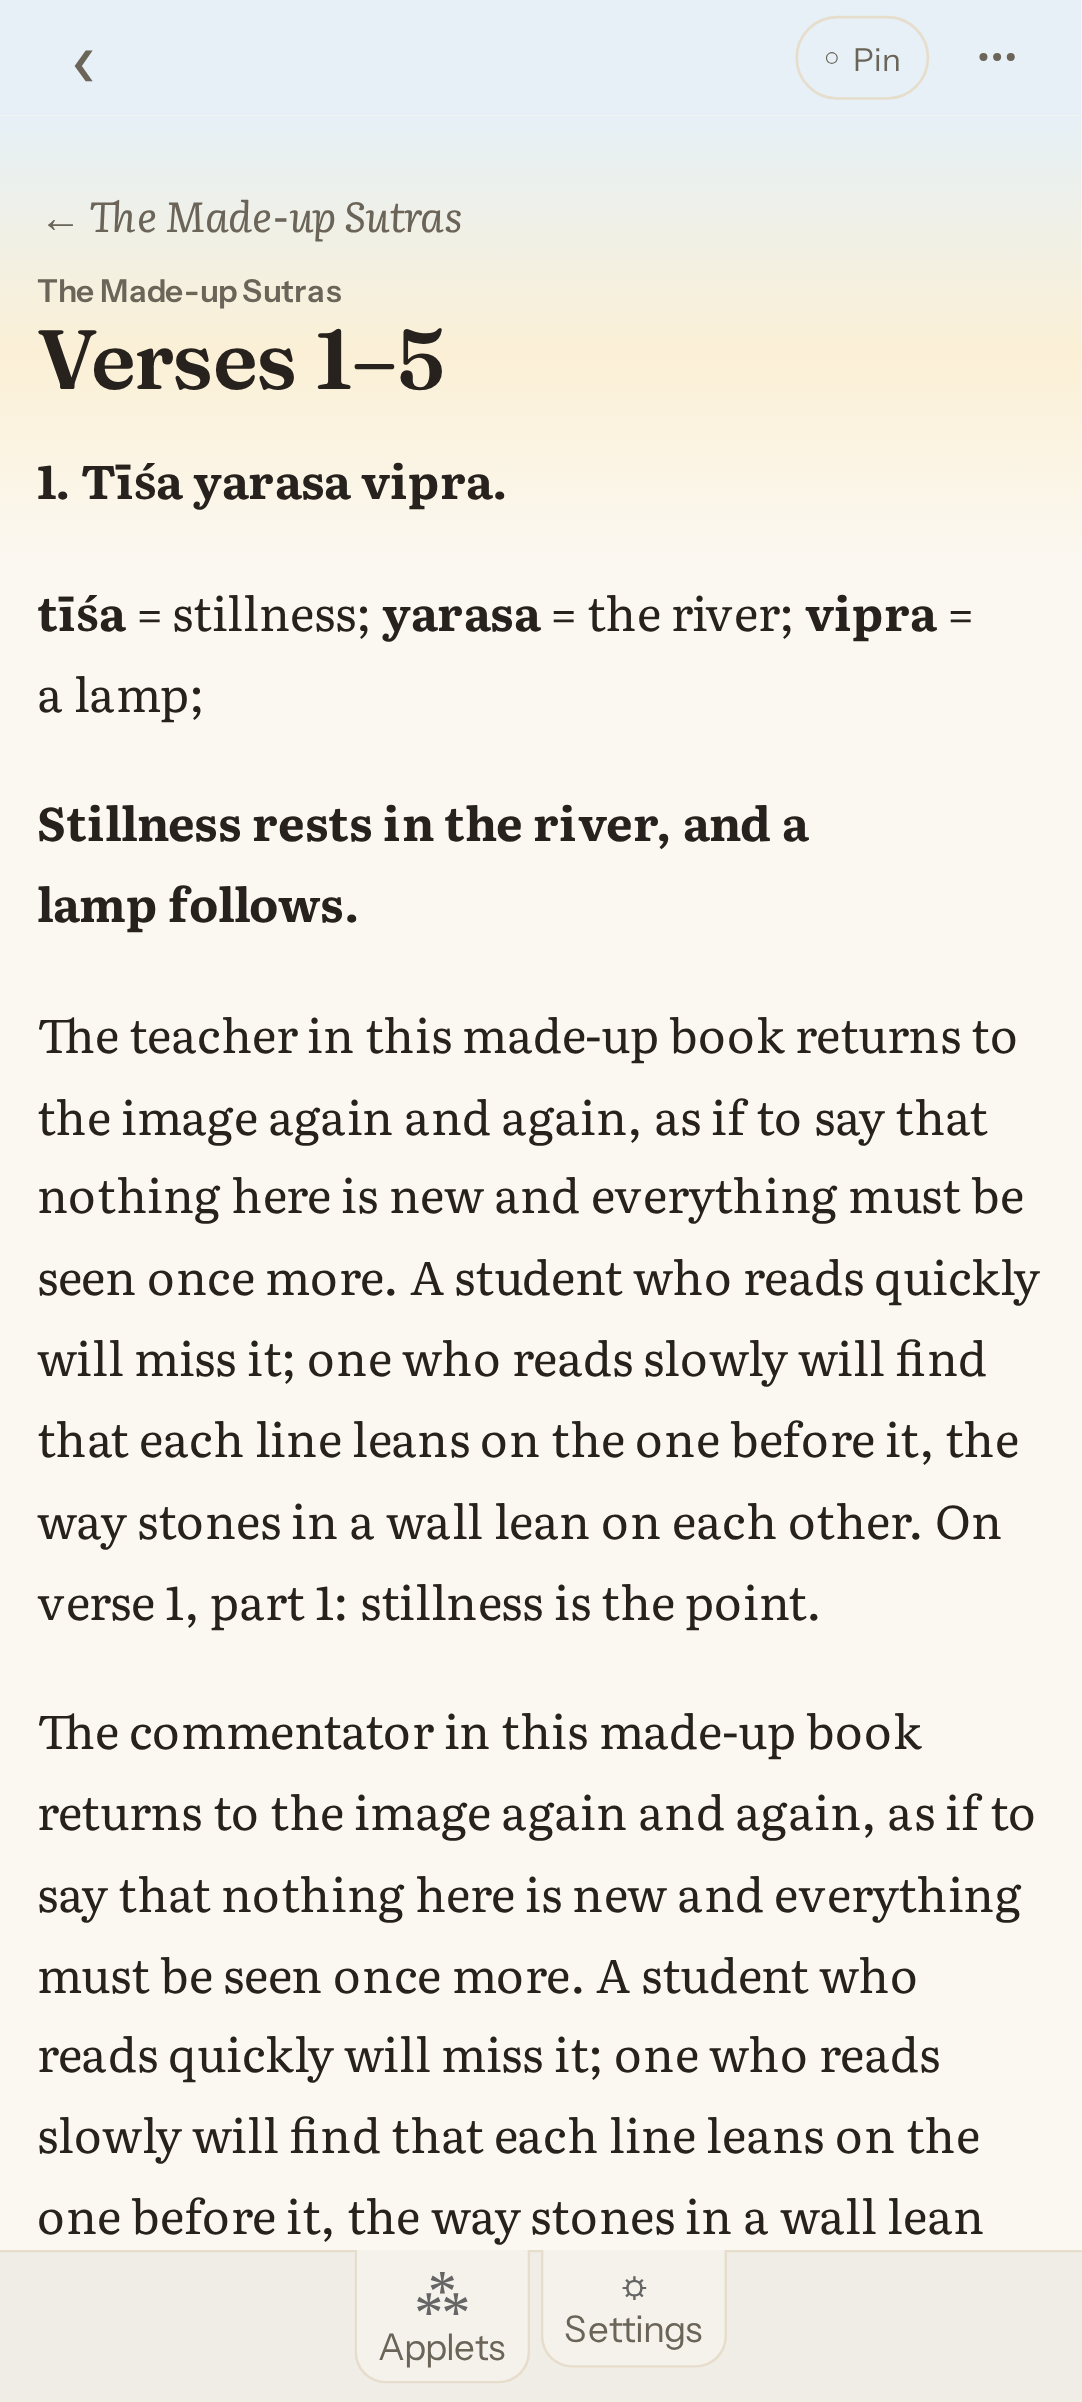 ❮
○ Pin
•••
← The Made-up Sutras
The Made-up Sutras
Verses 1–5
1. Tīśa yarasa vipra.
tīśa = stillness; yarasa = the river; vipra =
a lamp;
Stillness rests in the river, and a
lamp follows.
The teacher in this made-up book returns to
the image again and again, as if to say that
nothing here is new and everything must be
seen once more. A student who reads quickly
will miss it; one who reads slowly will find
that each line leans on the one before it, the
way stones in a wall lean on each other. On
verse 1, part 1: stillness is the point.
The commentator in this made-up book
returns to the image again and again, as if to
say that nothing here is new and everything
must be seen once more. A student who
reads quickly will miss it; one who reads
slowly will find that each line leans on the
one before it, the way stones in a wall lean
Applets
Settings